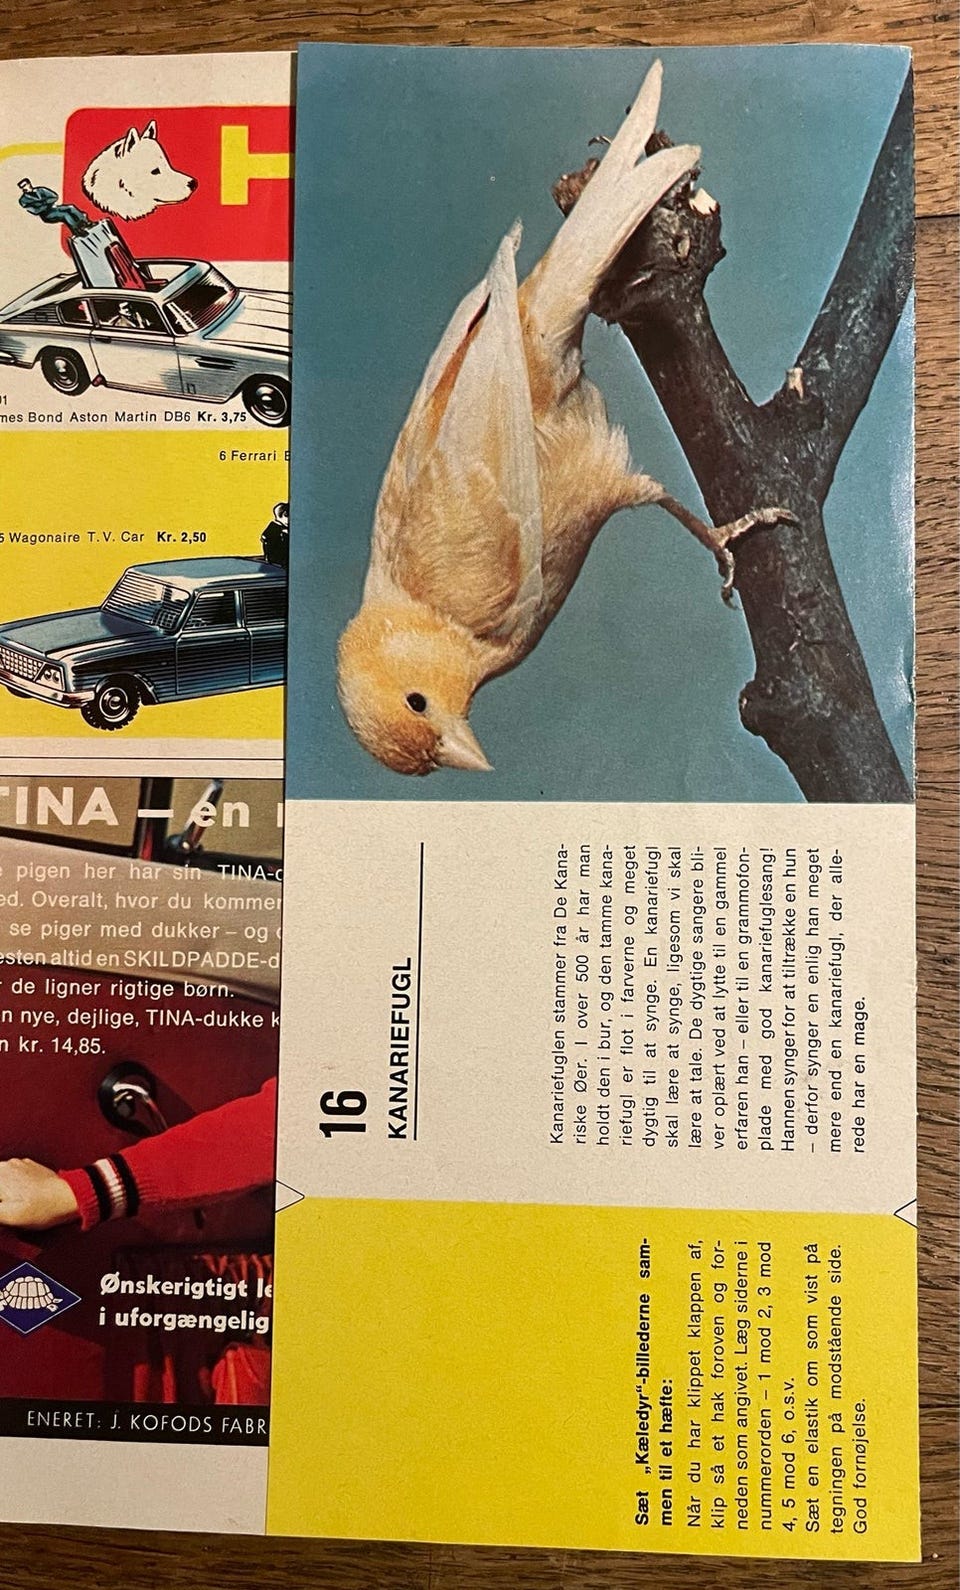 H
mes Bond Aston Martin DB6 Kr. 3,75
6 Ferrari
5 Wagonaire T.V. Car Kr. 2,50
TINA – en
pigen her har sin TINA-
ed. Overalt, hvor du kommer
se piger med dukker – og
esten altid en SKILDPADDE-d
de ligner rigtige børn.
n nye, dejlige, TINA-dukke k
n kr. 14,85.
Ønskerigtigt le
i uforgængelig
ENERET: J. KOFODS FABR
16
KANARIEFUGL
Kanariefuglen stammer fra De Kana-
riske Øer. I over 500 år har man
holdt den i bur, og den tamme kana-
riefugl er flot i farverne og meget
dygtig til at synge. En kanariefugl
skal lære at synge, ligesom vi skal
lære at tale. De dygtige sangere bli-
ver oplært ved at lytte til en gammel
erfaren han – eller til en grammofon-
plade med god kanariefuglesang!
Hannen synger for at tiltrække en hun
– derfor synger en enlig han meget
mere end en kanariefugl, der alle-
rede har en mage.
Sæt „Kæledyr“-billederne sam-
men til et hæfte:
Når du har klippet klappen af,
klip så et hak foroven og for-
neden som angivet. Læg siderne i
nummerorden – 1 mod 2, 3 mod
4, 5 mod 6, o.s.v.
Sæt en elastik om som vist på
tegningen på modstående side.
God fornøjelse.